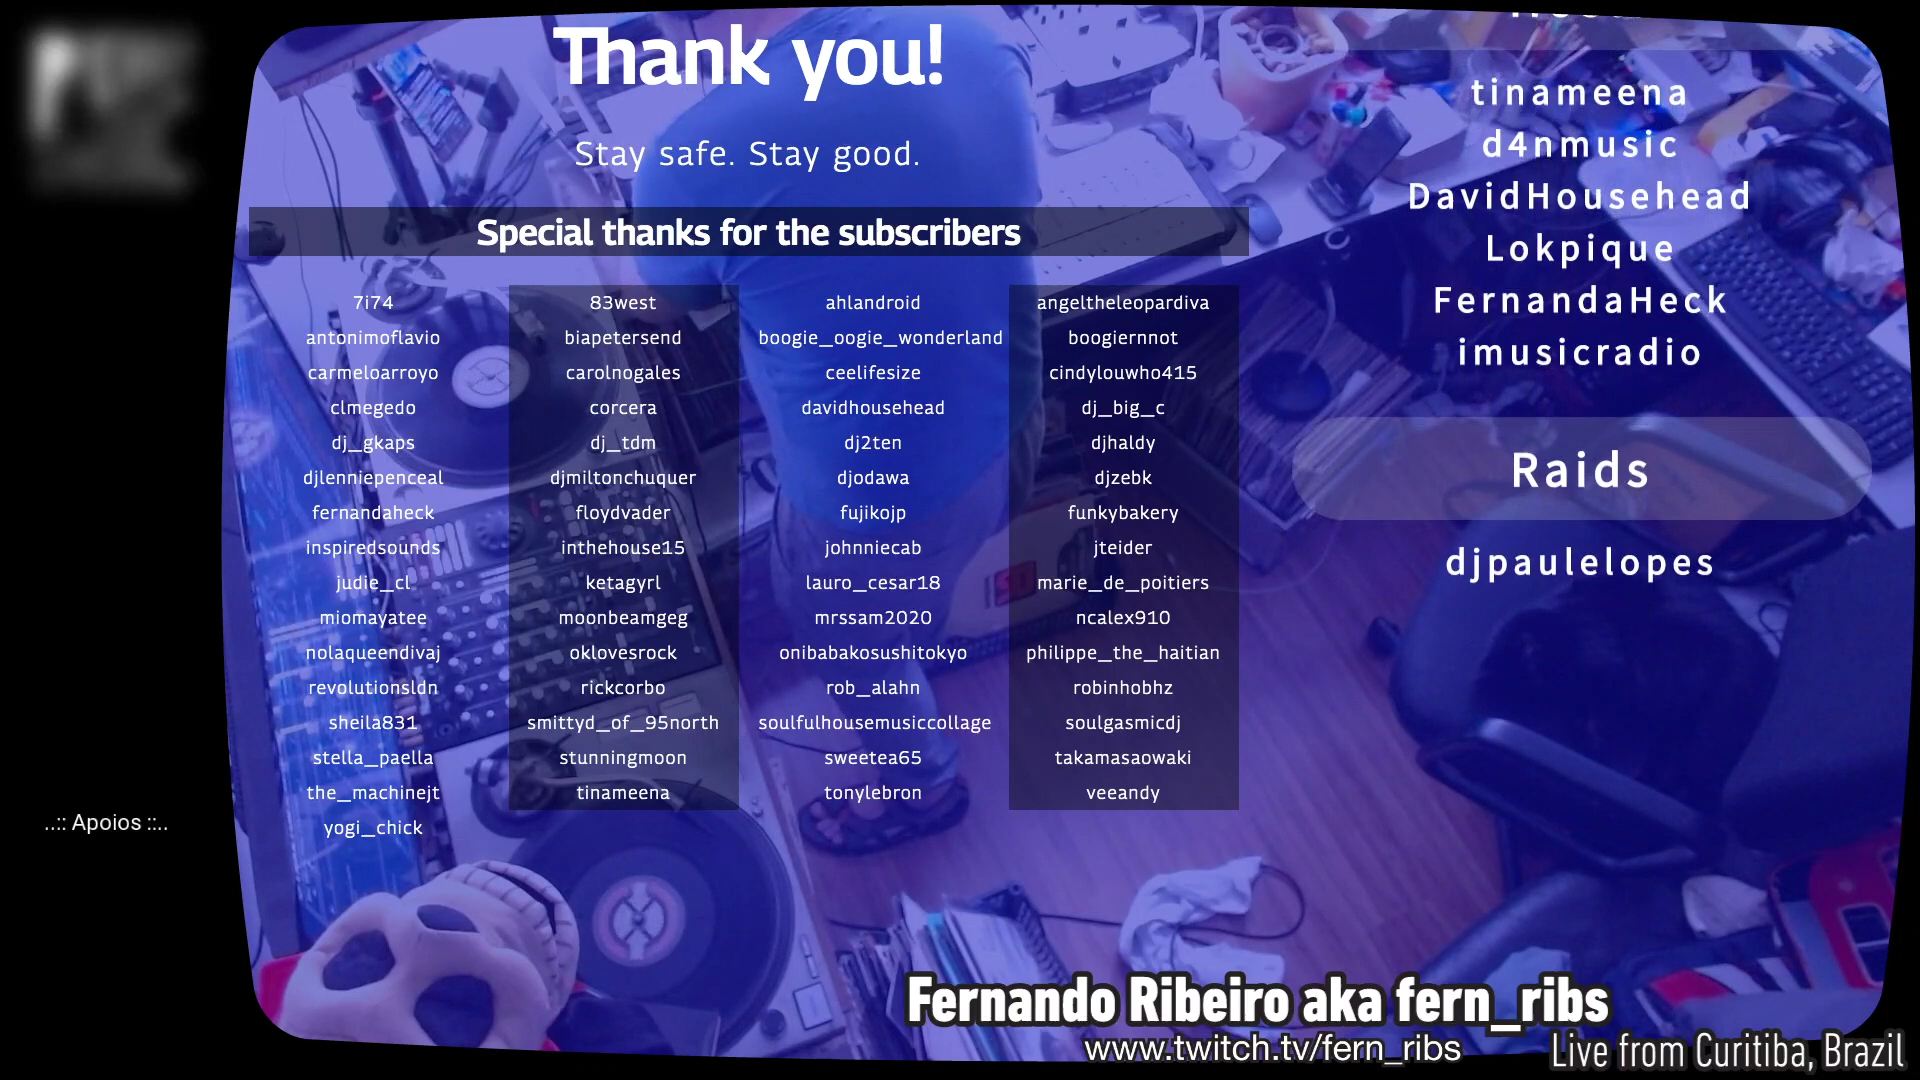 Thank you!
Stay safe. Stay good.
Special thanks for the subscribers
7i74 83west ahlandroid angeltheleopardiva
antonimoflavio biapetersend boogie_oogie_wonderland boogiernnot
carmeloarroyo carolnogales ceelifesize cindylouwho415
clmegedo corcera davidhousehead dj_big_c
dj_gkaps dj_tdm dj2ten djhaldy
djlenniepenceal djmiltonchuquer djodawa djzebk
fernandaheck floydvader fujikojp funkybakery
inspiredsounds inthehouse15 johnniecab jteider
judie_cl ketagyrl lauro_cesar18 marie_de_poitiers
miomayatee moonbeamgeg mrssam2020 ncalex910
nolaqueendivaj oklovesrock onibabakosushitokyo philippe_the_haitian
revolutionsldn rickcorbo rob_alahn robinhobhz
sheila831 smittyd_of_95north soulfulhousemusiccollage soulgasmicdj
stella_paella stunningmoon sweetea65 takamasaowaki
the_machinejt tinameena tonylebron veeandy
yogi_chick
tinameena
d4nmusic
DavidHousehead
Lokpique
FernandaHeck
imusicradio
Raids
djpaulelopes
..:: Apoios ::..
Fernando Ribeiro aka fern_ribs
www.twitch.tv/fern_ribs
Live from Curitiba, Brazil